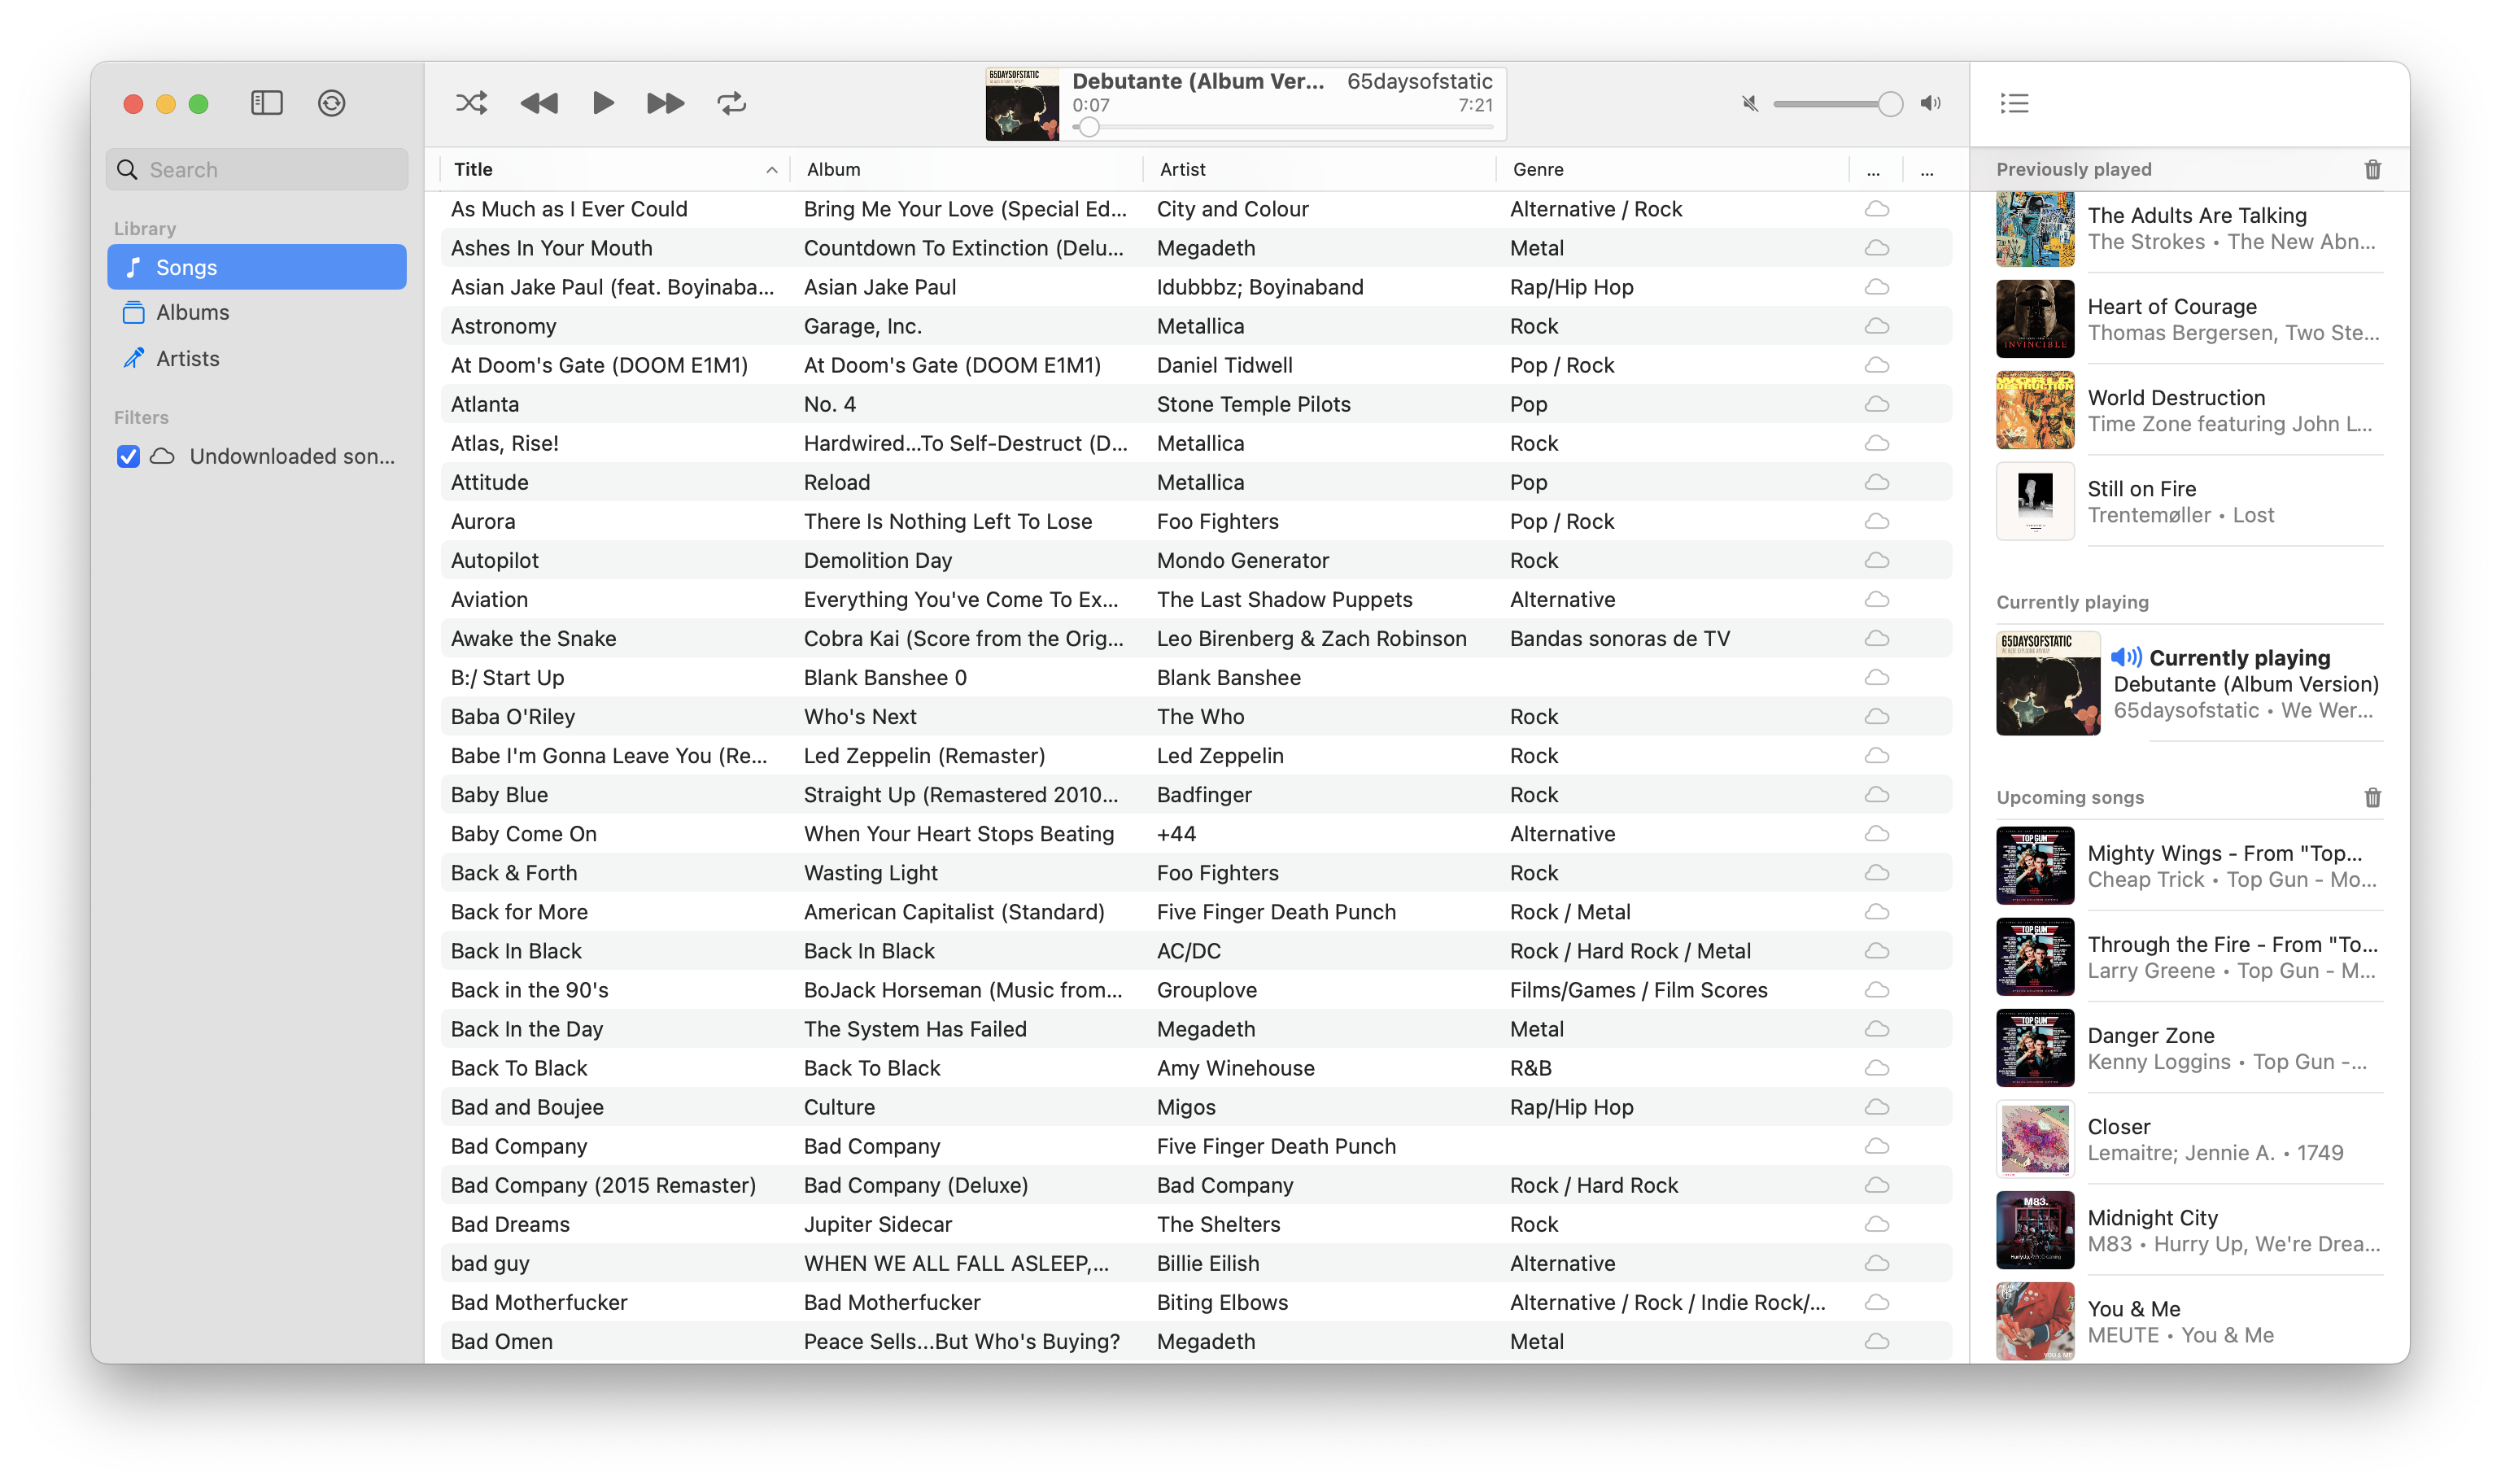 Search
Library
Songs
Albums
Artists
Filters
Undownloaded son...
65DAYSOFSTATIC
Debutante (Album Ver... 65daysofstatic
0:07 7:21
Title Album Artist Genre ... ...
As Much as I Ever Could Bring Me Your Love (Special Ed... City and Colour Alternative / Rock
Ashes In Your Mouth Countdown To Extinction (Delu... Megadeth Metal
Asian Jake Paul (feat. Boyinaba... Asian Jake Paul Idubbbz; Boyinaband Rap/Hip Hop
Astronomy Garage, Inc. Metallica Rock
At Doom's Gate (DOOM E1M1) At Doom's Gate (DOOM E1M1) Daniel Tidwell Pop / Rock
Atlanta No. 4 Stone Temple Pilots Pop
Atlas, Rise! Hardwired...To Self-Destruct (D... Metallica Rock
Attitude Reload Metallica Pop
Aurora There Is Nothing Left To Lose Foo Fighters Pop / Rock
Autopilot Demolition Day Mondo Generator Rock
Aviation Everything You've Come To Ex... The Last Shadow Puppets Alternative
Awake the Snake Cobra Kai (Score from the Orig... Leo Birenberg & Zach Robinson Bandas sonoras de TV
B:/ Start Up Blank Banshee 0 Blank Banshee
Baba O'Riley Who's Next The Who Rock
Babe I'm Gonna Leave You (Re... Led Zeppelin (Remaster) Led Zeppelin Rock
Baby Blue Straight Up (Remastered 2010... Badfinger Rock
Baby Come On When Your Heart Stops Beating +44 Alternative
Back & Forth Wasting Light Foo Fighters Rock
Back for More American Capitalist (Standard) Five Finger Death Punch Rock / Metal
Back In Black Back In Black AC/DC Rock / Hard Rock / Metal
Back in the 90's BoJack Horseman (Music from... Grouplove Films/Games / Film Scores
Back In the Day The System Has Failed Megadeth Metal
Back To Black Back To Black Amy Winehouse R&B
Bad and Boujee Culture Migos Rap/Hip Hop
Bad Company Bad Company Five Finger Death Punch
Bad Company (2015 Remaster) Bad Company (Deluxe) Bad Company Rock / Hard Rock
Bad Dreams Jupiter Sidecar The Shelters Rock
bad guy WHEN WE ALL FALL ASLEEP,... Billie Eilish Alternative
Bad Motherfucker Bad Motherfucker Biting Elbows Alternative / Rock / Indie Rock/...
Bad Omen Peace Sells...But Who's Buying? Megadeth Metal
Previously played
The Adults Are Talking
The Strokes • The New Abn...
INVINCIBLE
Heart of Courage
Thomas Bergersen, Two Ste...
WORLD
DESTRUCTION
World Destruction
Time Zone featuring John L...
Still on Fire
Trentemøller • Lost
Currently playing
65DAYSOFSTATIC
Currently playing
Debutante (Album Version)
65daysofstatic • We Wer...
Upcoming songs
TOP GUN
Mighty Wings - From "Top...
Cheap Trick • Top Gun - Mo...
TOP GUN
Through the Fire - From "To...
Larry Greene • Top Gun - M...
TOP GUN
Danger Zone
Kenny Loggins • Top Gun -...
Closer
Lemaitre; Jennie A. • 1749
M83.
Midnight City
M83 • Hurry Up, We're Drea...
YOU & ME
You & Me
MEUTE • You & Me